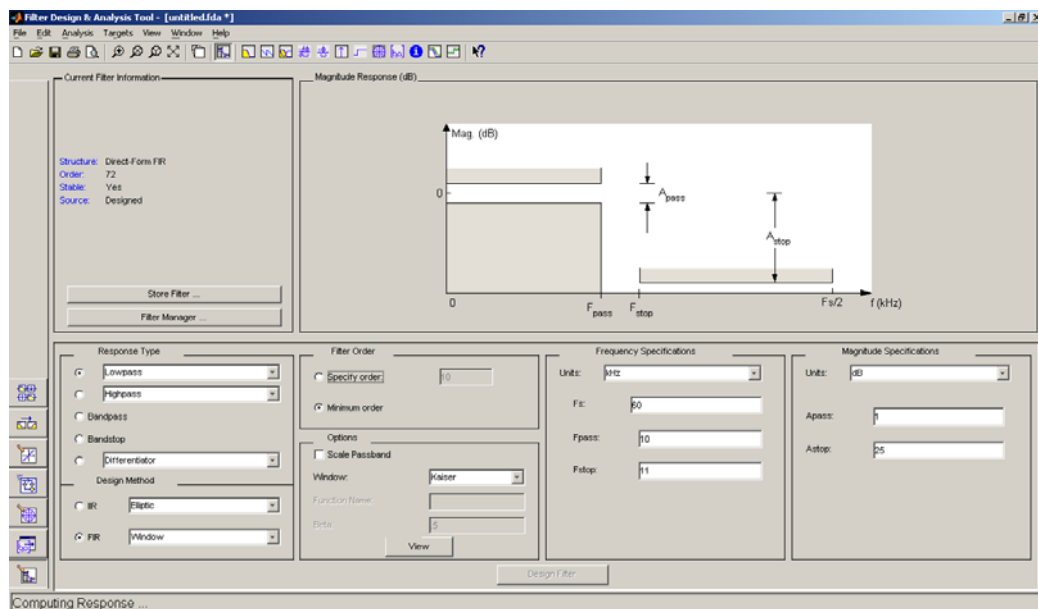 Filter Design & Analysis Tool - [untitled.fda *]
File Edit Analysis Targets View Window Help
Current Filter Information
Structure: Direct-Form FIR
Order: 72
Stable: Yes
Source: Designed
Store Filter ...
Filter Manager ...
Magnitude Response (dB)
Mag. (dB)
0
A pass
A stop
0
F pass
F stop
Fs/2
f (kHz)
Response Type
Lowpass
Highpass
Bandpass
Bandstop
Differentiator
Design Method
IIR Elliptic
FIR Window
Filter Order
Specify order: 10
Minimum order
Options
Scale Passband
Window: Kaiser
Function Name:
Beta: .5
View
Frequency Specifications
Units: kHz
Fs: 60
Fpass: 10
Fstop: 11
Magnitude Specifications
Units: dB
Apass: 1
Astop: 25
Design Filter
Computing Response ...